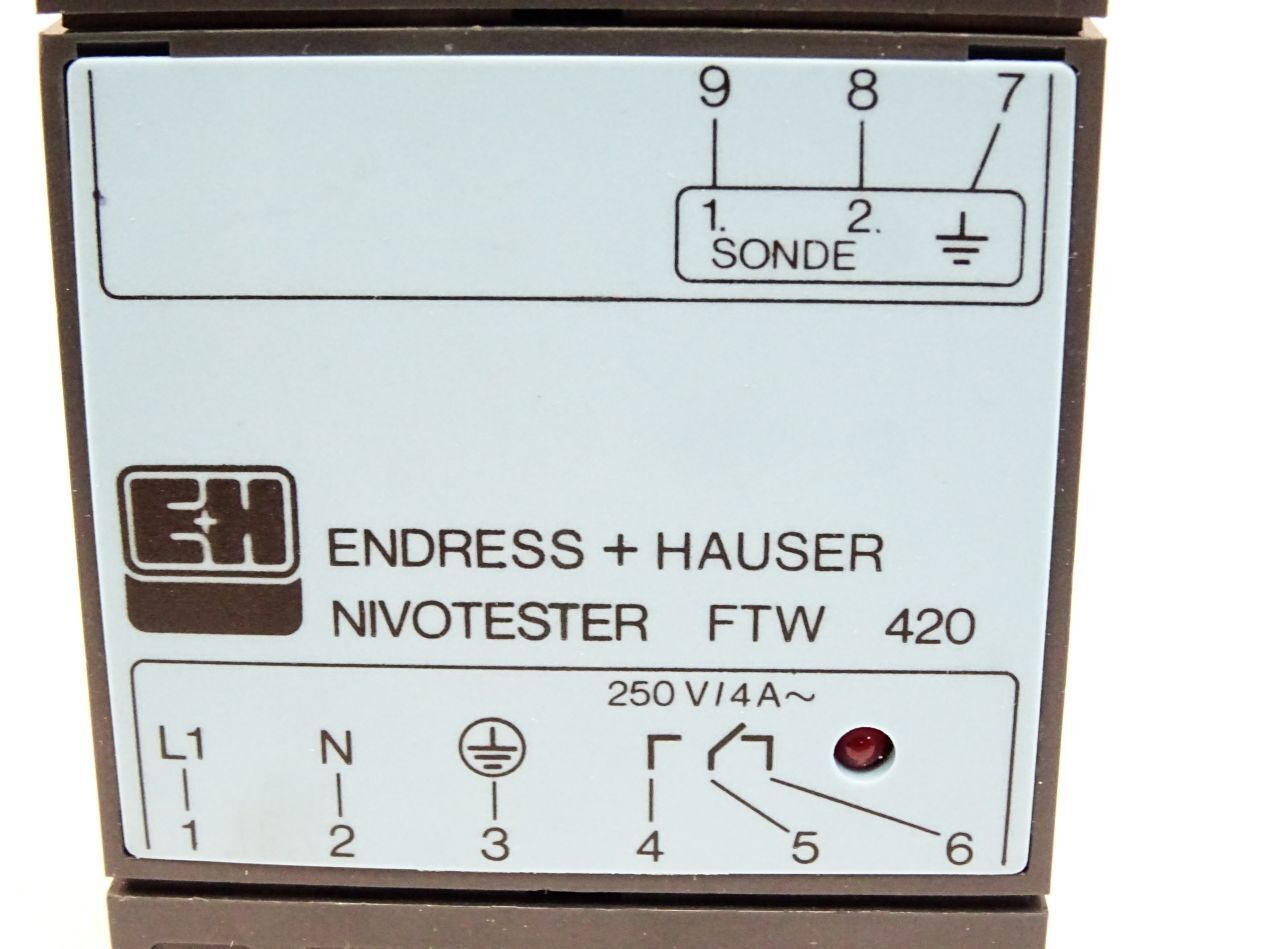 9 8 7
1. 2.
SONDE
E+H
ENDRESS + HAUSER
NIVOTESTER FTW 420
250 V/4A~
L1 N
1 2 3 4 5 6